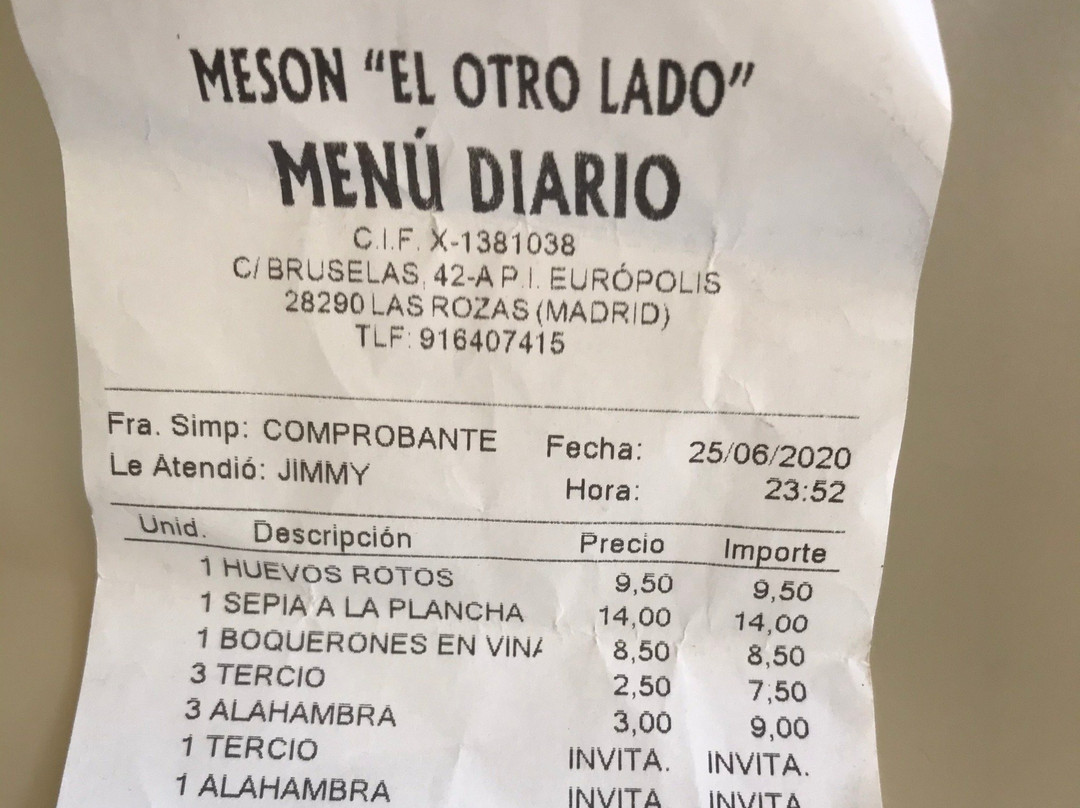 MESON “EL OTRO LADO”
MENÚ DIARIO
C.I.F. X-1381038
C/ BRUSELAS, 42-A P.I. EURÓPOLIS
28290 LAS ROZAS (MADRID)
TLF: 916407415
Fra. Simp: COMPROBANTE Fecha: 25/06/2020
Le Atendió: JIMMY Hora: 23:52
Unid. Descripción Precio Importe
1 HUEVOS ROTOS 9,50 9,50
1 SEPIA A LA PLANCHA 14,00 14,00
1 BOQUERONES EN VINA 8,50 8,50
3 TERCIO 2,50 7,50
3 ALAHAMBRA 3,00 9,00
1 TERCIO INVITA. INVITA.
1 ALAHAMBRA INVITA INVITA